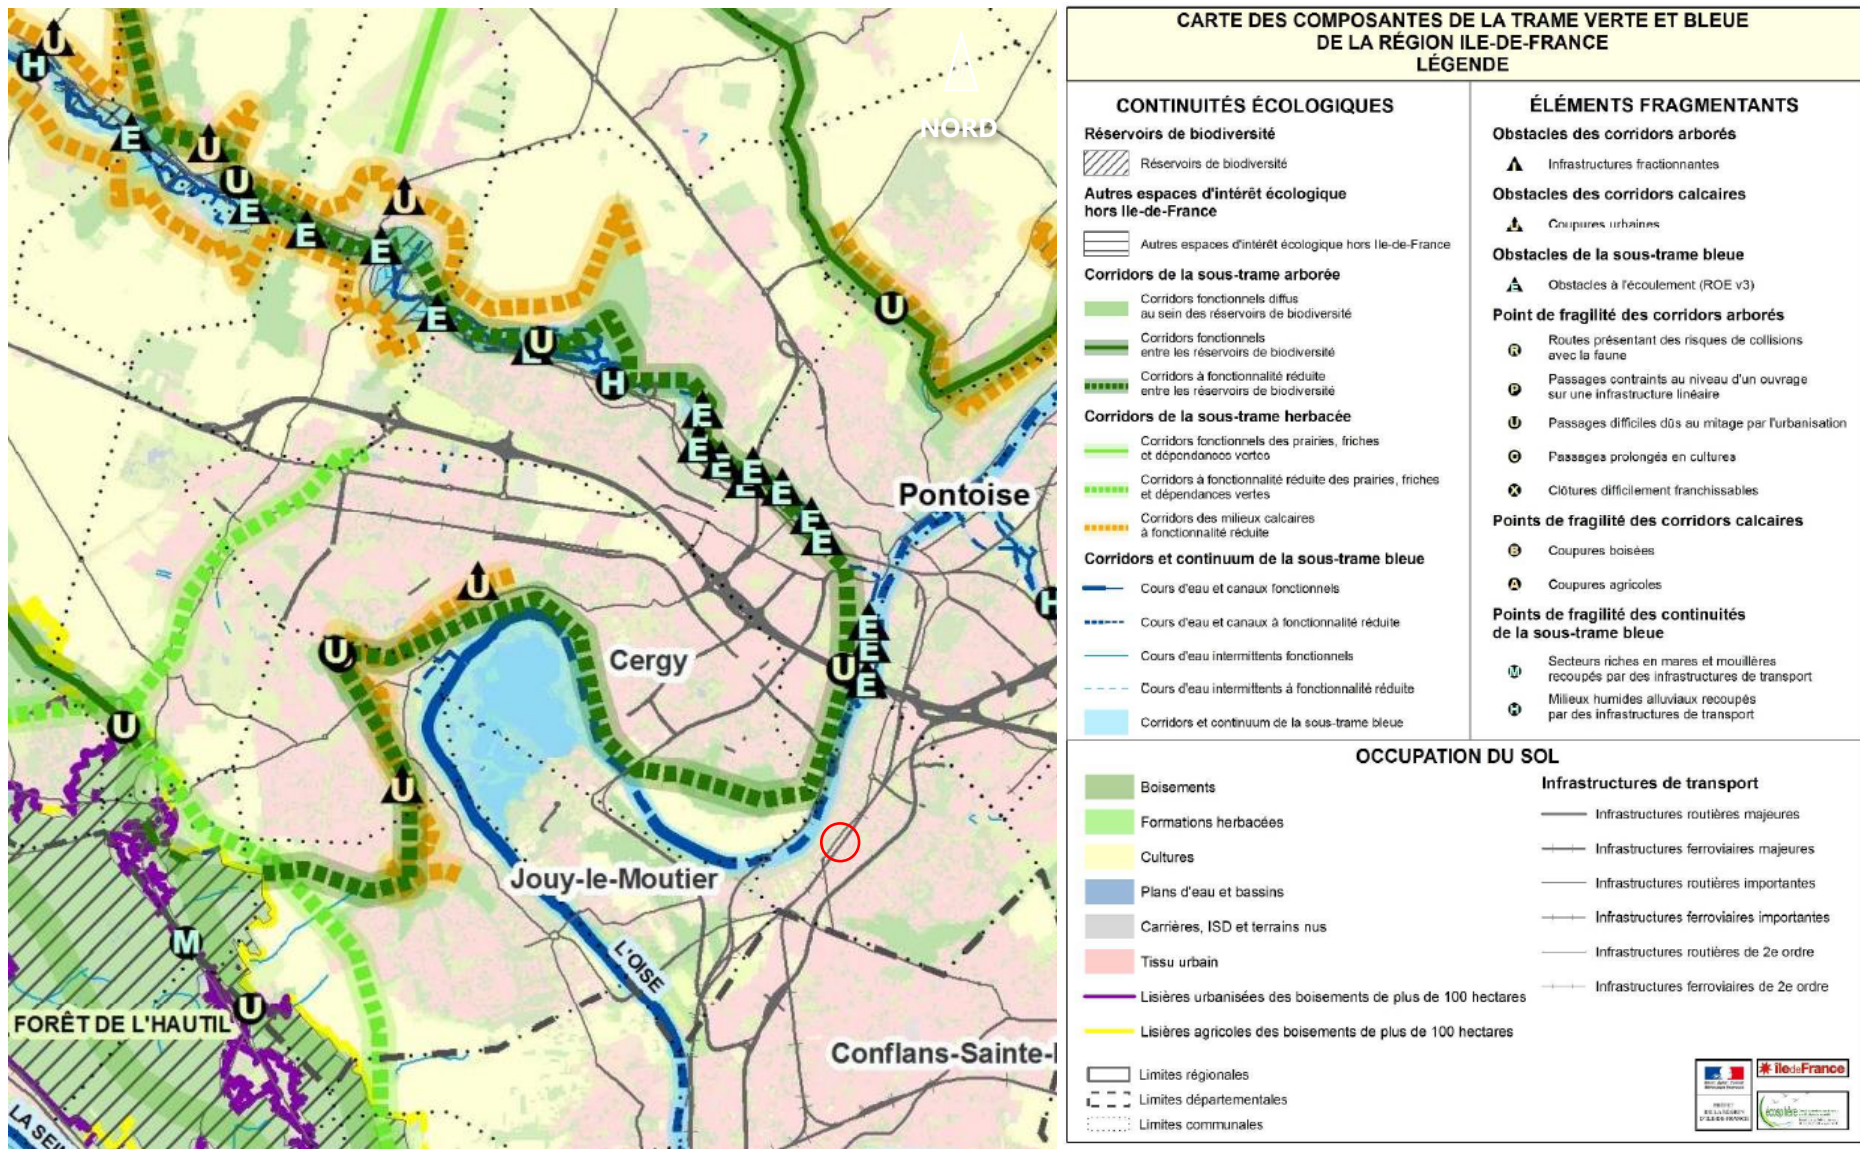 NORD
Pontoise
Cergy
Jouy-le-Moutier
L'OISE
FORÊT DE L'HAUTIL
Conflans-Sainte-
LA SEIN
U
H
E
U
U
E
E
E
U
E
U
H
U
E
E
E
E
E
E
E
E
U
U
U
E
E
E
U
U
M
U
H
CARTE DES COMPOSANTES DE LA TRAME VERTE ET BLEUE
DE LA RÉGION ILE-DE-FRANCE
LÉGENDE
CONTINUITÉS ÉCOLOGIQUES
Réservoirs de biodiversité
Réservoirs de biodiversité
Autres espaces d'intérêt écologique
hors Ile-de-France
Autres espaces d'intérêt écologique hors Ile-de-France
Corridors de la sous-trame arborée
Corridors fonctionnels diffus
au sein des réservoirs de biodiversité
Corridors fonctionnels
entre les réservoirs de biodiversité
Corridors à fonctionnalité réduite
entre les réservoirs de biodiversité
Corridors de la sous-trame herbacée
Corridors fonctionnels des prairies, friches
et dépendances vertes
Corridors à fonctionnalité réduite des prairies, friches
et dépendances vertes
Corridors des milieux calcaires
à fonctionnalité réduite
Corridors et continuum de la sous-trame bleue
Cours d'eau et canaux fonctionnels
Cours d'eau et canaux à fonctionnalité réduite
Cours d'eau intermittents fonctionnels
Cours d'eau intermittents à fonctionnalité réduite
Corridors et continuum de la sous-trame bleue
ÉLÉMENTS FRAGMENTANTS
Obstacles des corridors arborés
I Infrastructures fractionnantes
Obstacles des corridors calcaires
U Coupures urbaines
Obstacles de la sous-trame bleue
E Obstacles à l'écoulement (ROE v3)
Point de fragilité des corridors arborés
R Routes présentant des risques de collisions
avec la faune
P Passages contraints au niveau d'un ouvrage
sur une infrastructure linéaire
U Passages difficiles dûs au mitage par l'urbanisation
C Passages prolongés en cultures
X Clôtures difficilement franchissables
Points de fragilité des corridors calcaires
B Coupures boisées
A Coupures agricoles
Points de fragilité des continuités
de la sous-trame bleue
M Secteurs riches en mares et mouillères
recoupés par des infrastructures de transport
H Milieux humides alluviaux recoupés
par des infrastructures de transport
OCCUPATION DU SOL
Boisements
Formations herbacées
Cultures
Plans d'eau et bassins
Carrières, ISD et terrains nus
Tissu urbain
Lisières urbanisées des boisements de plus de 100 hectares
Lisières agricoles des boisements de plus de 100 hectares
Limites régionales
Limites départementales
Limites communales
Infrastructures de transport
Infrastructures routières majeures
Infrastructures ferroviaires majeures
Infrastructures routières importantes
Infrastructures ferroviaires importantes
Infrastructures routières de 2e ordre
Infrastructures ferroviaires de 2e ordre
PRÉFET
DE LA RÉGION
D'ILE-DE-FRANCE
île de France
écosphère